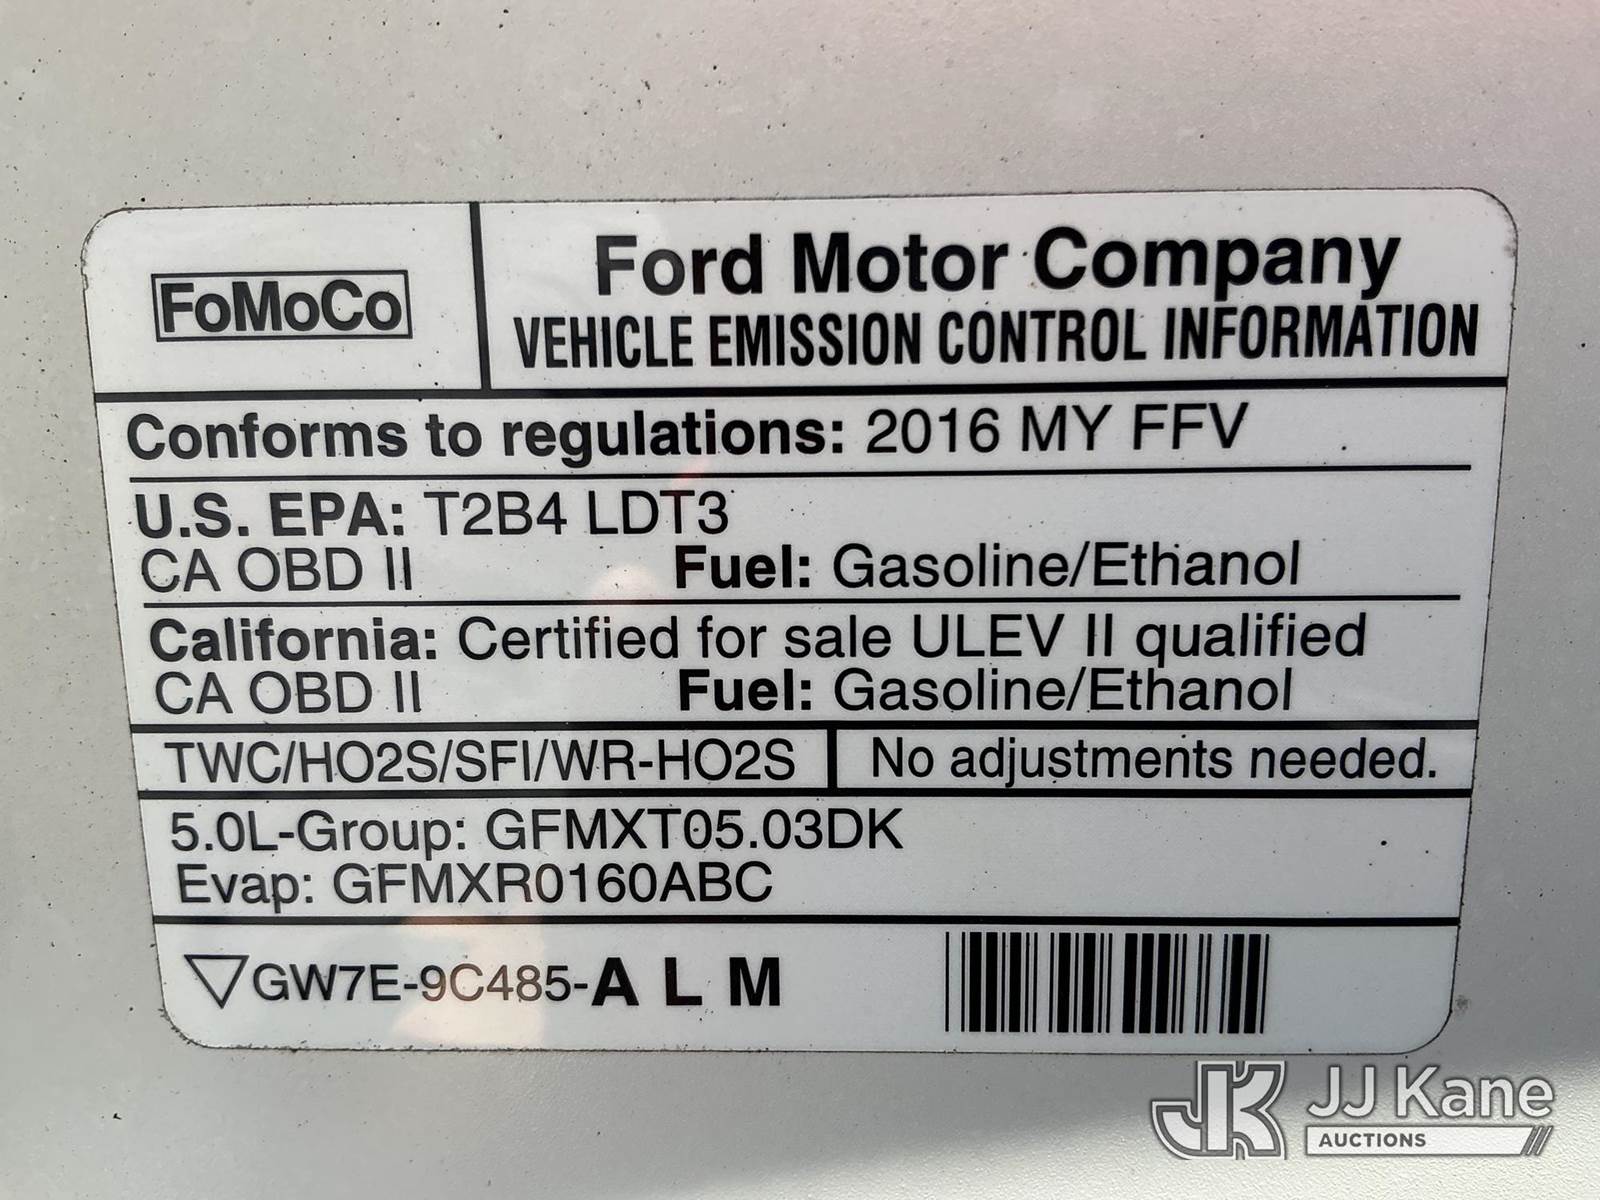 FoMoCo
Ford Motor Company
VEHICLE EMISSION CONTROL INFORMATION
Conforms to regulations: 2016 MY FFV
U.S. EPA: T2B4 LDT3
CA OBD II Fuel: Gasoline/Ethanol
California: Certified for sale ULEV II qualified
CA OBD II Fuel: Gasoline/Ethanol
TWC/HO2S/SFI/WR-HO2S No adjustments needed.
5.0L-Group: GFMXT05.03DK
Evap: GFMXR0160ABC
GW7E-9C485-A L M
JK JJ Kane
AUCTIONS